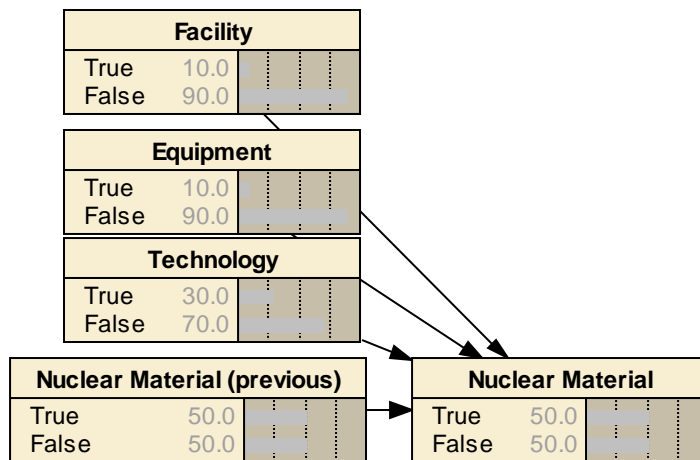 Facility
True 10.0
False 90.0
Equipment
True 10.0
False 90.0
Technology
True 30.0
False 70.0
Nuclear Material (previous)
True 50.0
False 50.0
Nuclear Material
True 50.0
False 50.0